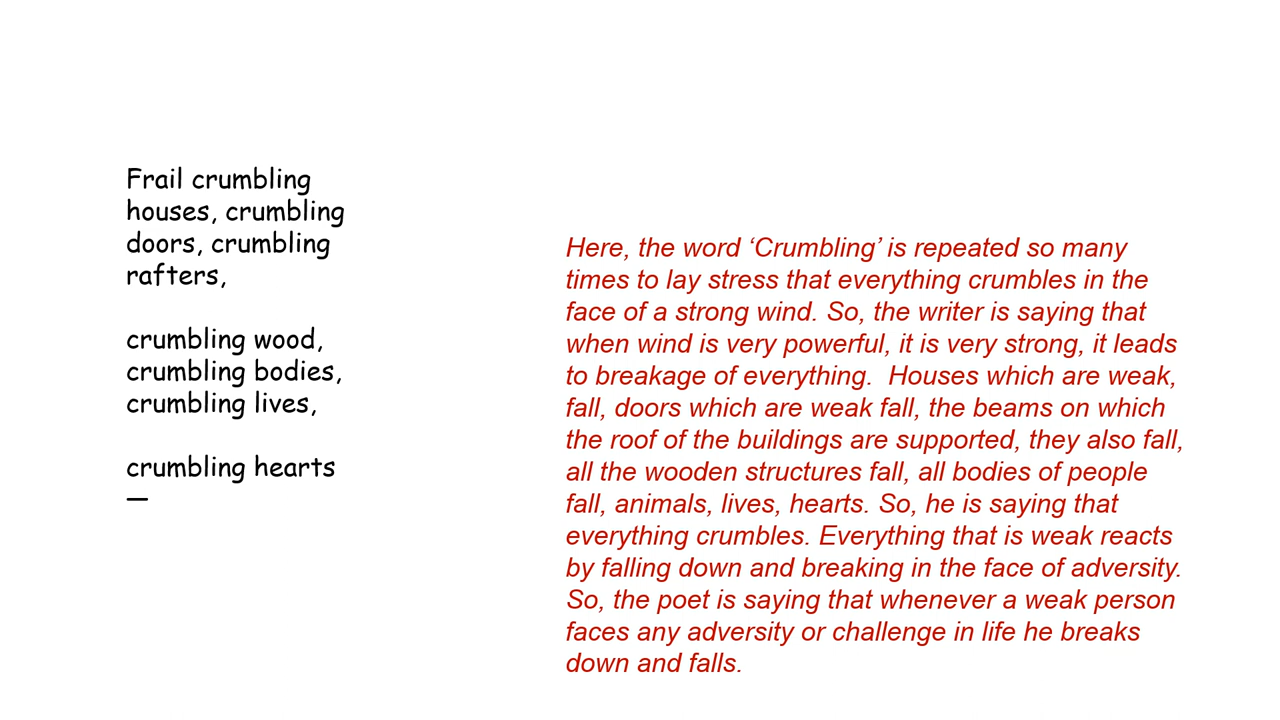 Frail crumbling
houses, crumbling
doors, crumbling
rafters,
crumbling wood,
crumbling bodies,
crumbling lives,
crumbling hearts
—
Here, the word ‘Crumbling’ is repeated so many
times to lay stress that everything crumbles in the
face of a strong wind. So, the writer is saying that
when wind is very powerful, it is very strong, it leads
to breakage of everything.  Houses which are weak,
fall, doors which are weak fall, the beams on which
the roof of the buildings are supported, they also fall,
all the wooden structures fall, all bodies of people
fall, animals, lives, hearts. So, he is saying that
everything crumbles. Everything that is weak reacts
by falling down and breaking in the face of adversity.
So, the poet is saying that whenever a weak person
faces any adversity or challenge in life he breaks
down and falls.